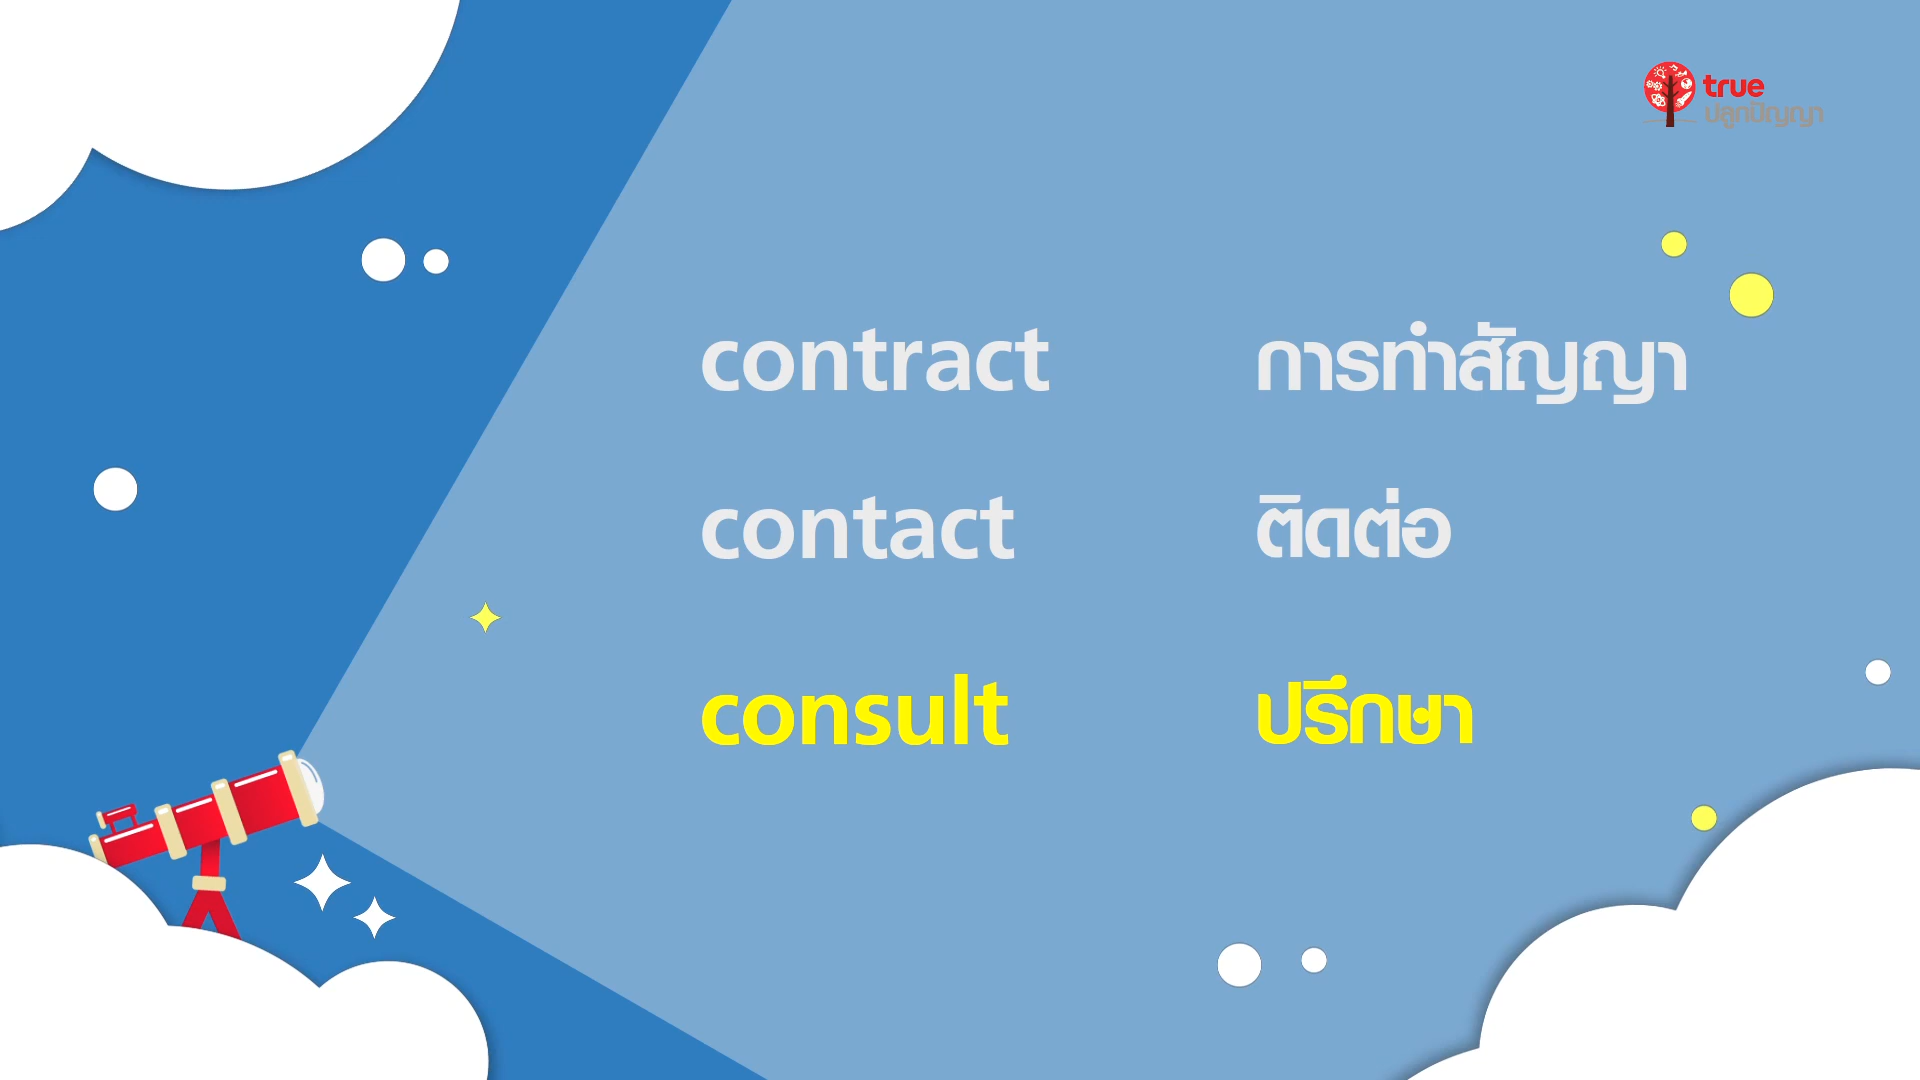 true
ปลูกปัญญา
contract การทำสัญญา
contact ติดต่อ
consult ปรึกษา